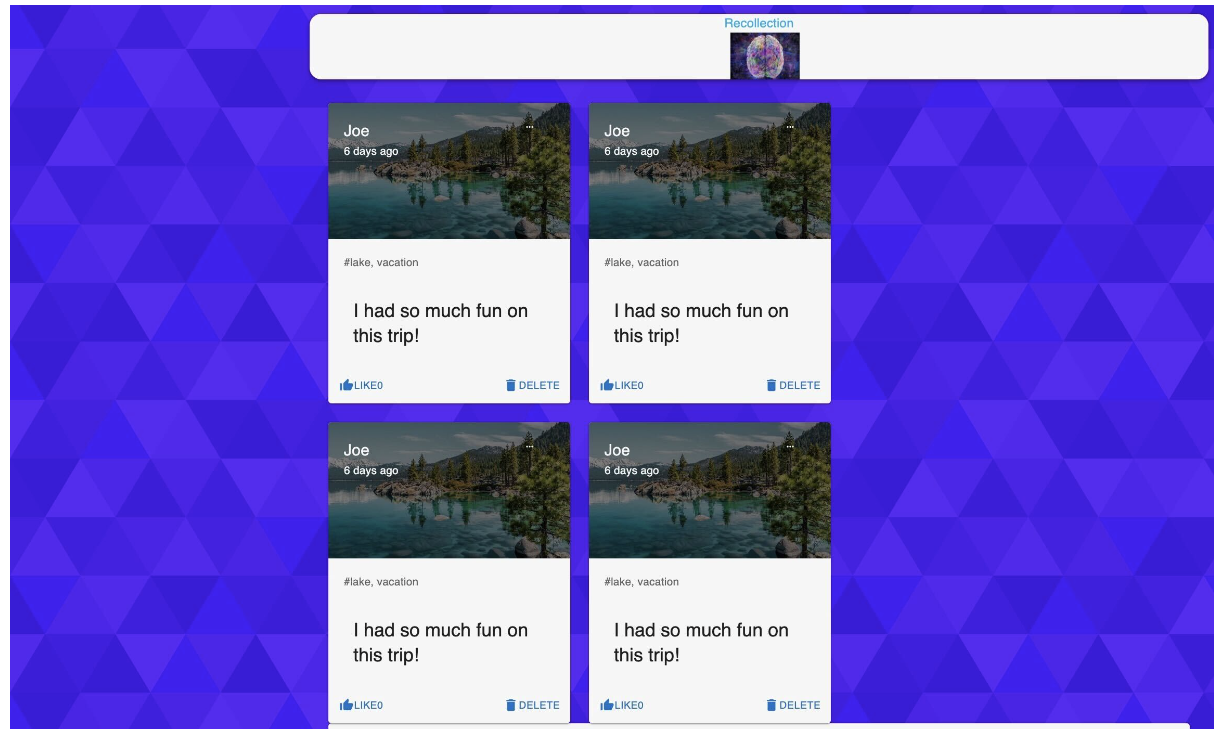 Recollection
Joe
6 days ago
#lake, vacation
I had so much fun on
this trip!
LIKE0 DELETE
Joe
6 days ago
#lake, vacation
I had so much fun on
this trip!
LIKE0 DELETE
Joe
6 days ago
#lake, vacation
I had so much fun on
this trip!
LIKE0 DELETE
Joe
6 days ago
#lake, vacation
I had so much fun on
this trip!
LIKE0 DELETE